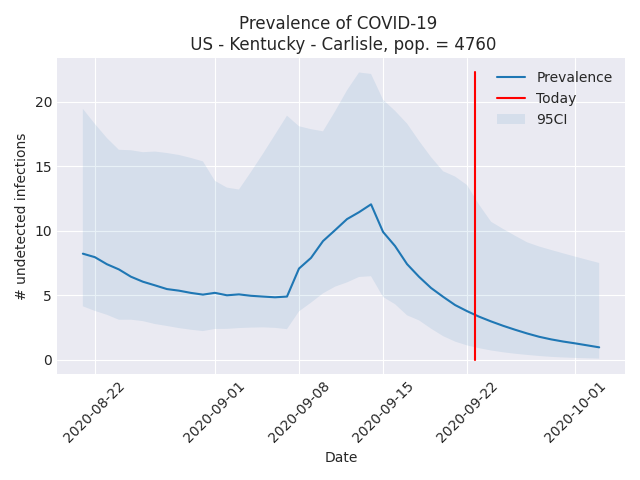 Prevalence of COVID-19
US - Kentucky - Carlisle, pop. = 4760
Prevalence
Today
95CI
# undetected infections
20
15
10
5
0
2020-08-22
2020-09-01
2020-09-08
2020-09-15
2020-09-22
2020-10-01
Date